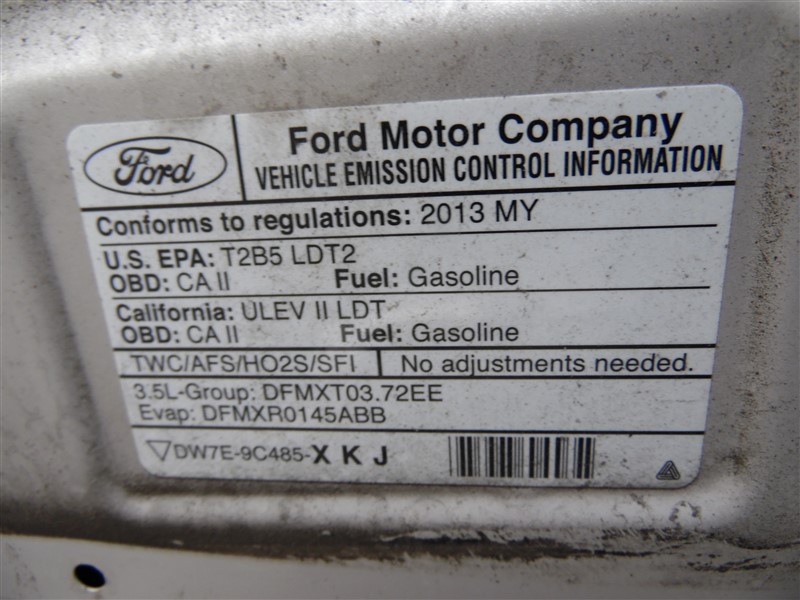 Ford
Ford Motor Company
VEHICLE EMISSION CONTROL INFORMATION
Conforms to regulations: 2013 MY
U.S. EPA: T2B5 LDT2
OBD: CA II Fuel: Gasoline
California: ULEV II LDT
OBD: CA II Fuel: Gasoline
TWC/AFS/HO2S/SFI No adjustments needed.
3.5L-Group: DFMXT03.72EE
Evap: DFMXR0145ABB
DW7E-9C485-X K J